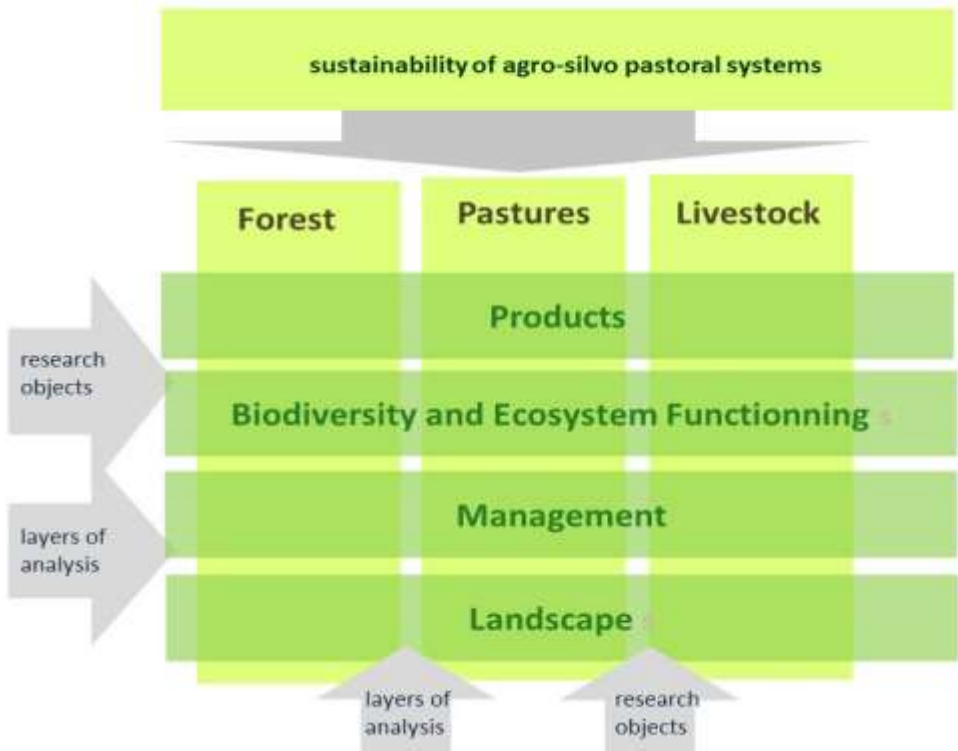 sustainability of agro-silvo pastoral systems
Forest
Pastures
Livestock
Products
research
objects
Biodiversity and Ecosystem Functionning s
Management
layers of
analysis
Landscape s
layers of
analysis
research
objects